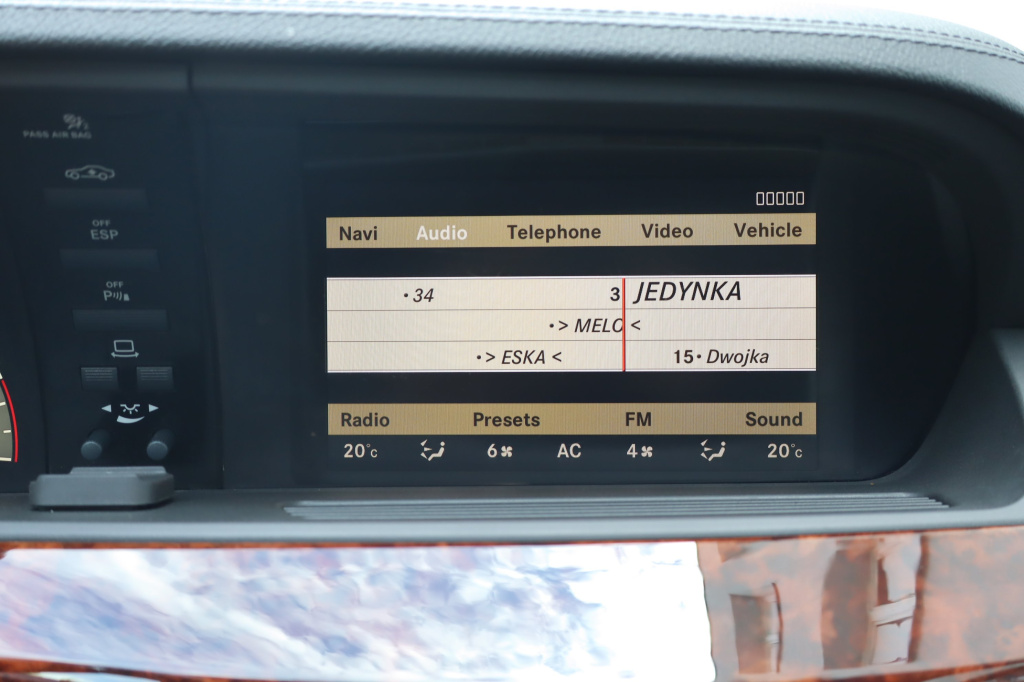 PASS AIR BAG
OFF
ESP
OFF
P
Navi Audio Telephone Video Vehicle
•34 3 JEDYNKA
•> MELO <
•> ESKA < 15• Dwojka
Radio Presets FM Sound
20°C 6 AC 4 20°C